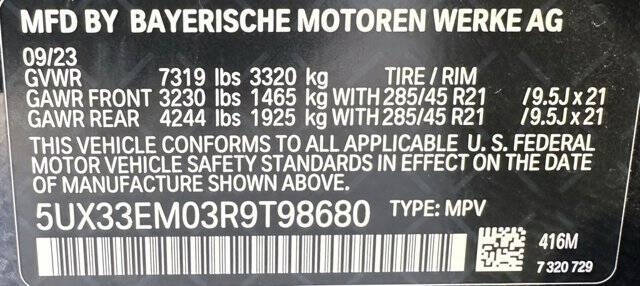 MFD BY BAYERISCHE MOTOREN WERKE AG
09/23
GVWR 7319 lbs 3320 kg TIRE / RIM
GAWR FRONT 3230 lbs 1465 kg WITH 285/45 R21 /9.5J x 21
GAWR REAR 4244 lbs 1925 kg WITH 285/45 R21 /9.5J x 21
THIS VEHICLE CONFORMS TO ALL APPLICABLE U. S. FEDERAL
MOTOR VEHICLE SAFETY STANDARDS IN EFFECT ON THE DATE
OF MANUFACTURE SHOWN ABOVE.
5UX33EM03R9T98680 TYPE: MPV
416M
7 320 729